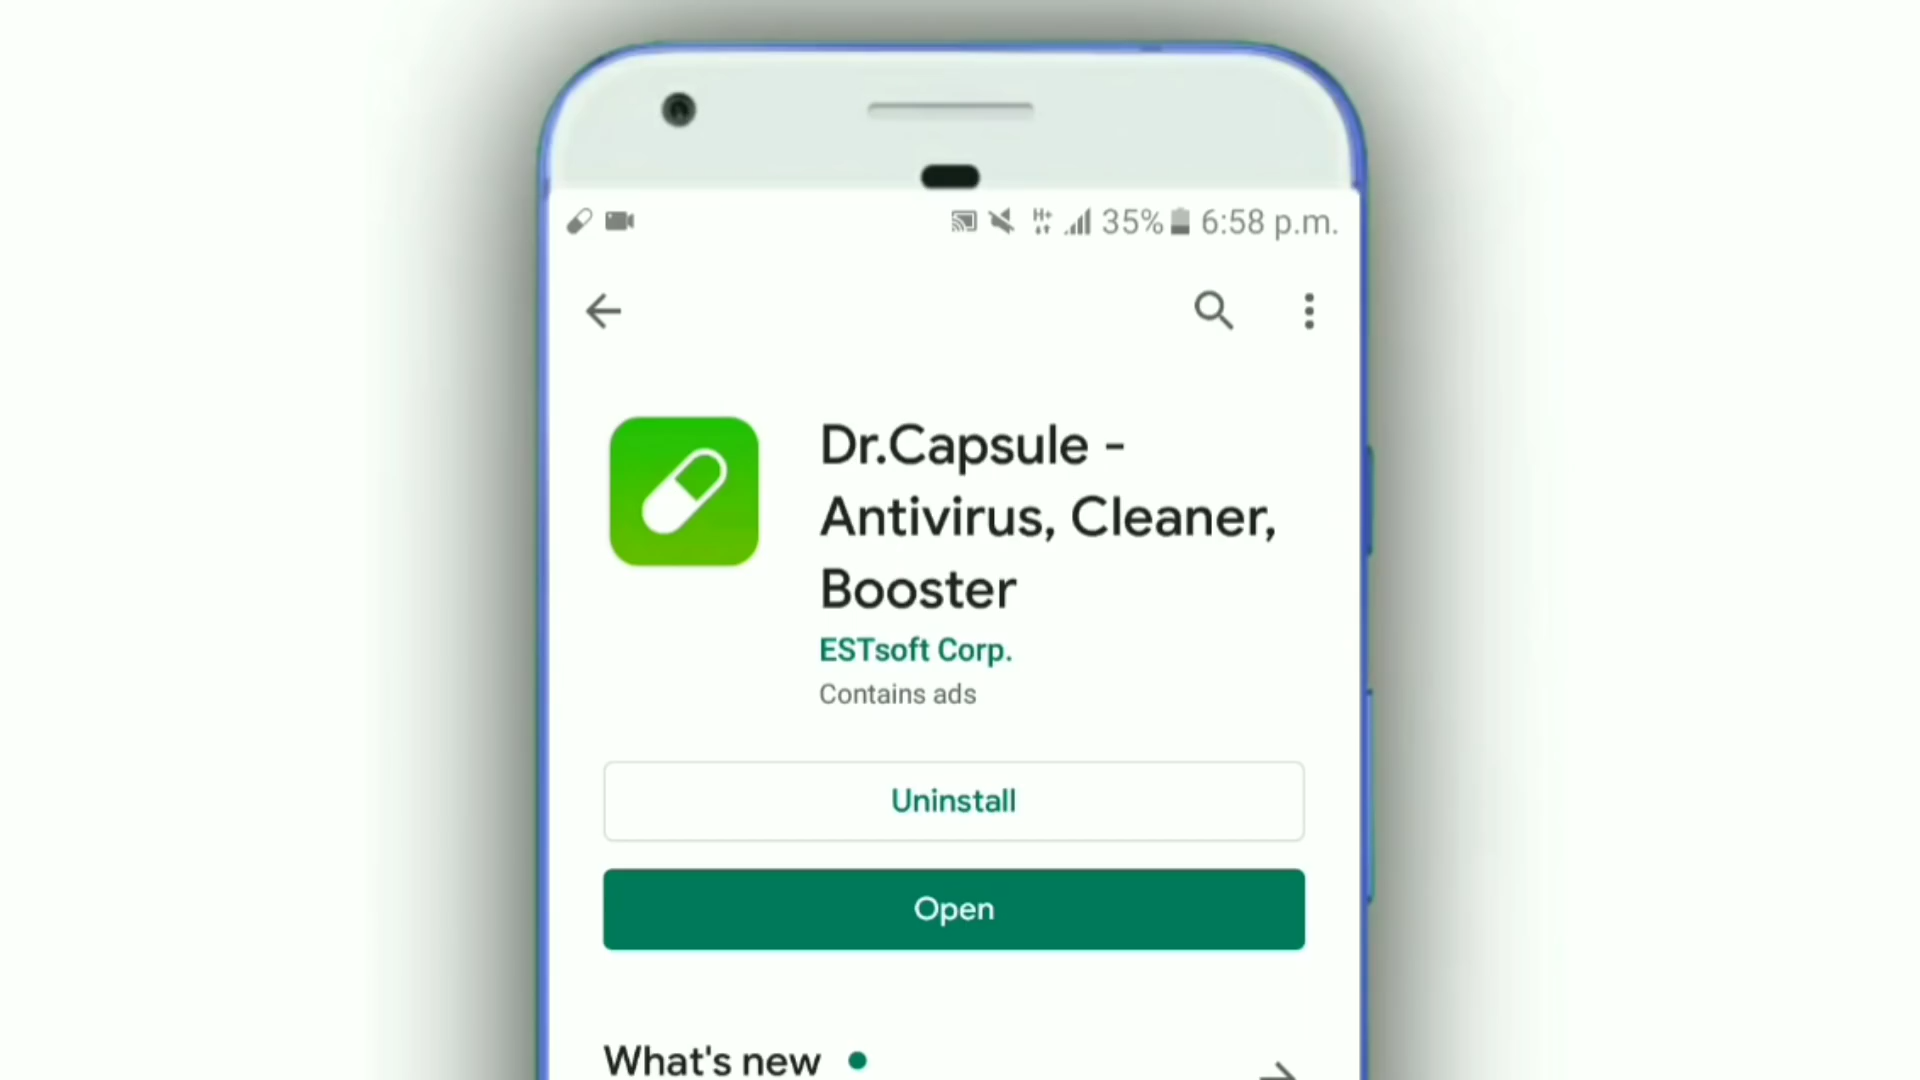 H+ 35% 6:58 p.m.
Dr.Capsule -
Antivirus, Cleaner,
Booster
ESTsoft Corp.
Contains ads
Uninstall
Open
What's new